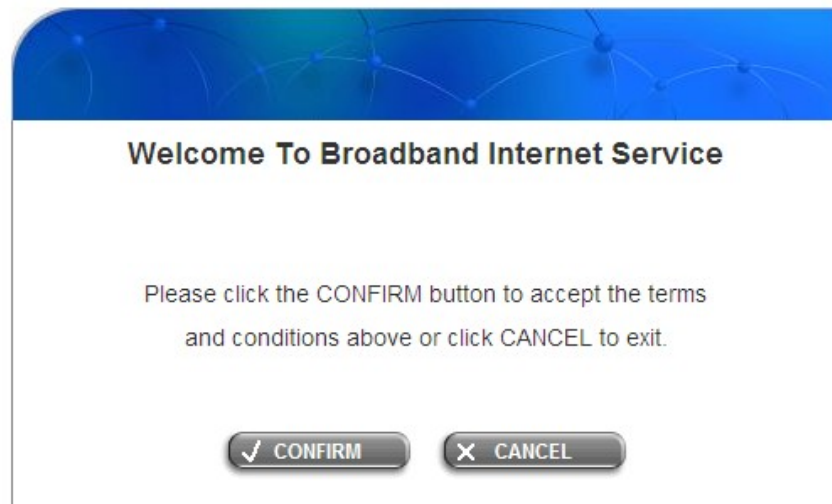 Welcome To Broadband Internet Service
Please click the CONFIRM button to accept the terms
and conditions above or click CANCEL to exit.
CONFIRM
CANCEL